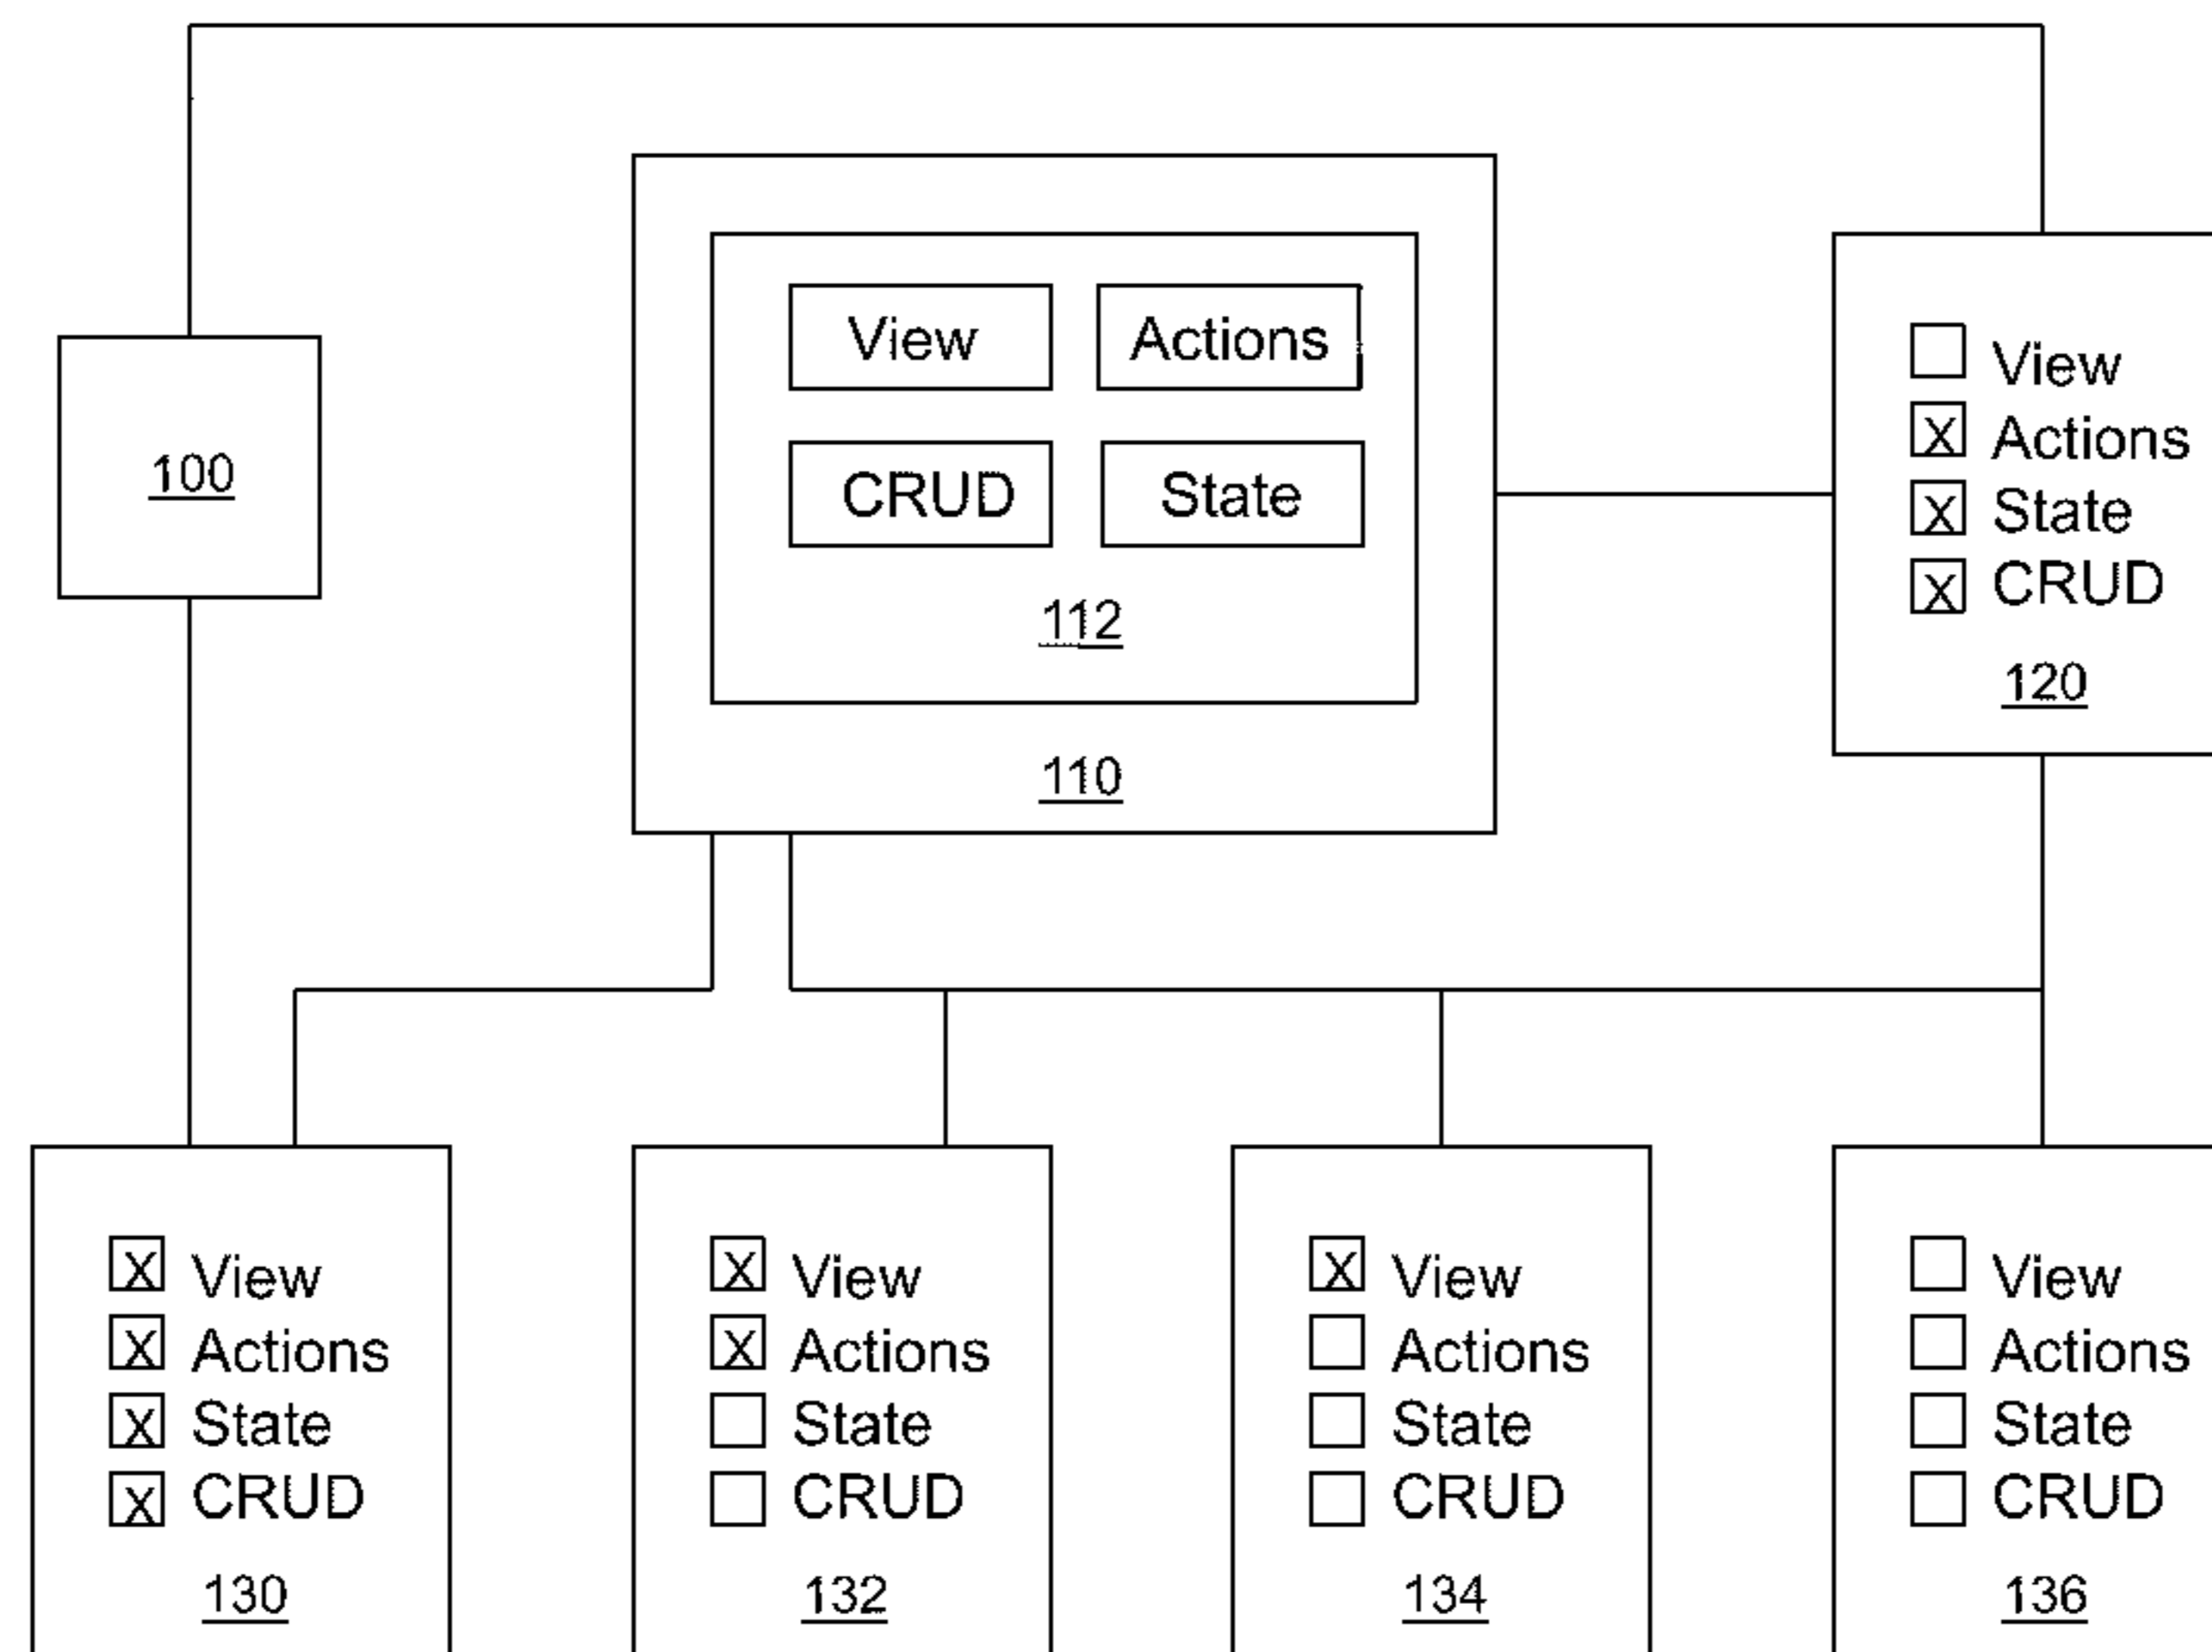 View Actions
CRUD State
112
110
100
View
X Actions
X State
X CRUD
120
X View
X Actions
X State
X CRUD
130
X View
X Actions
State
CRUD
132
X View
Actions
State
CRUD
134
View
Actions
State
CRUD
136